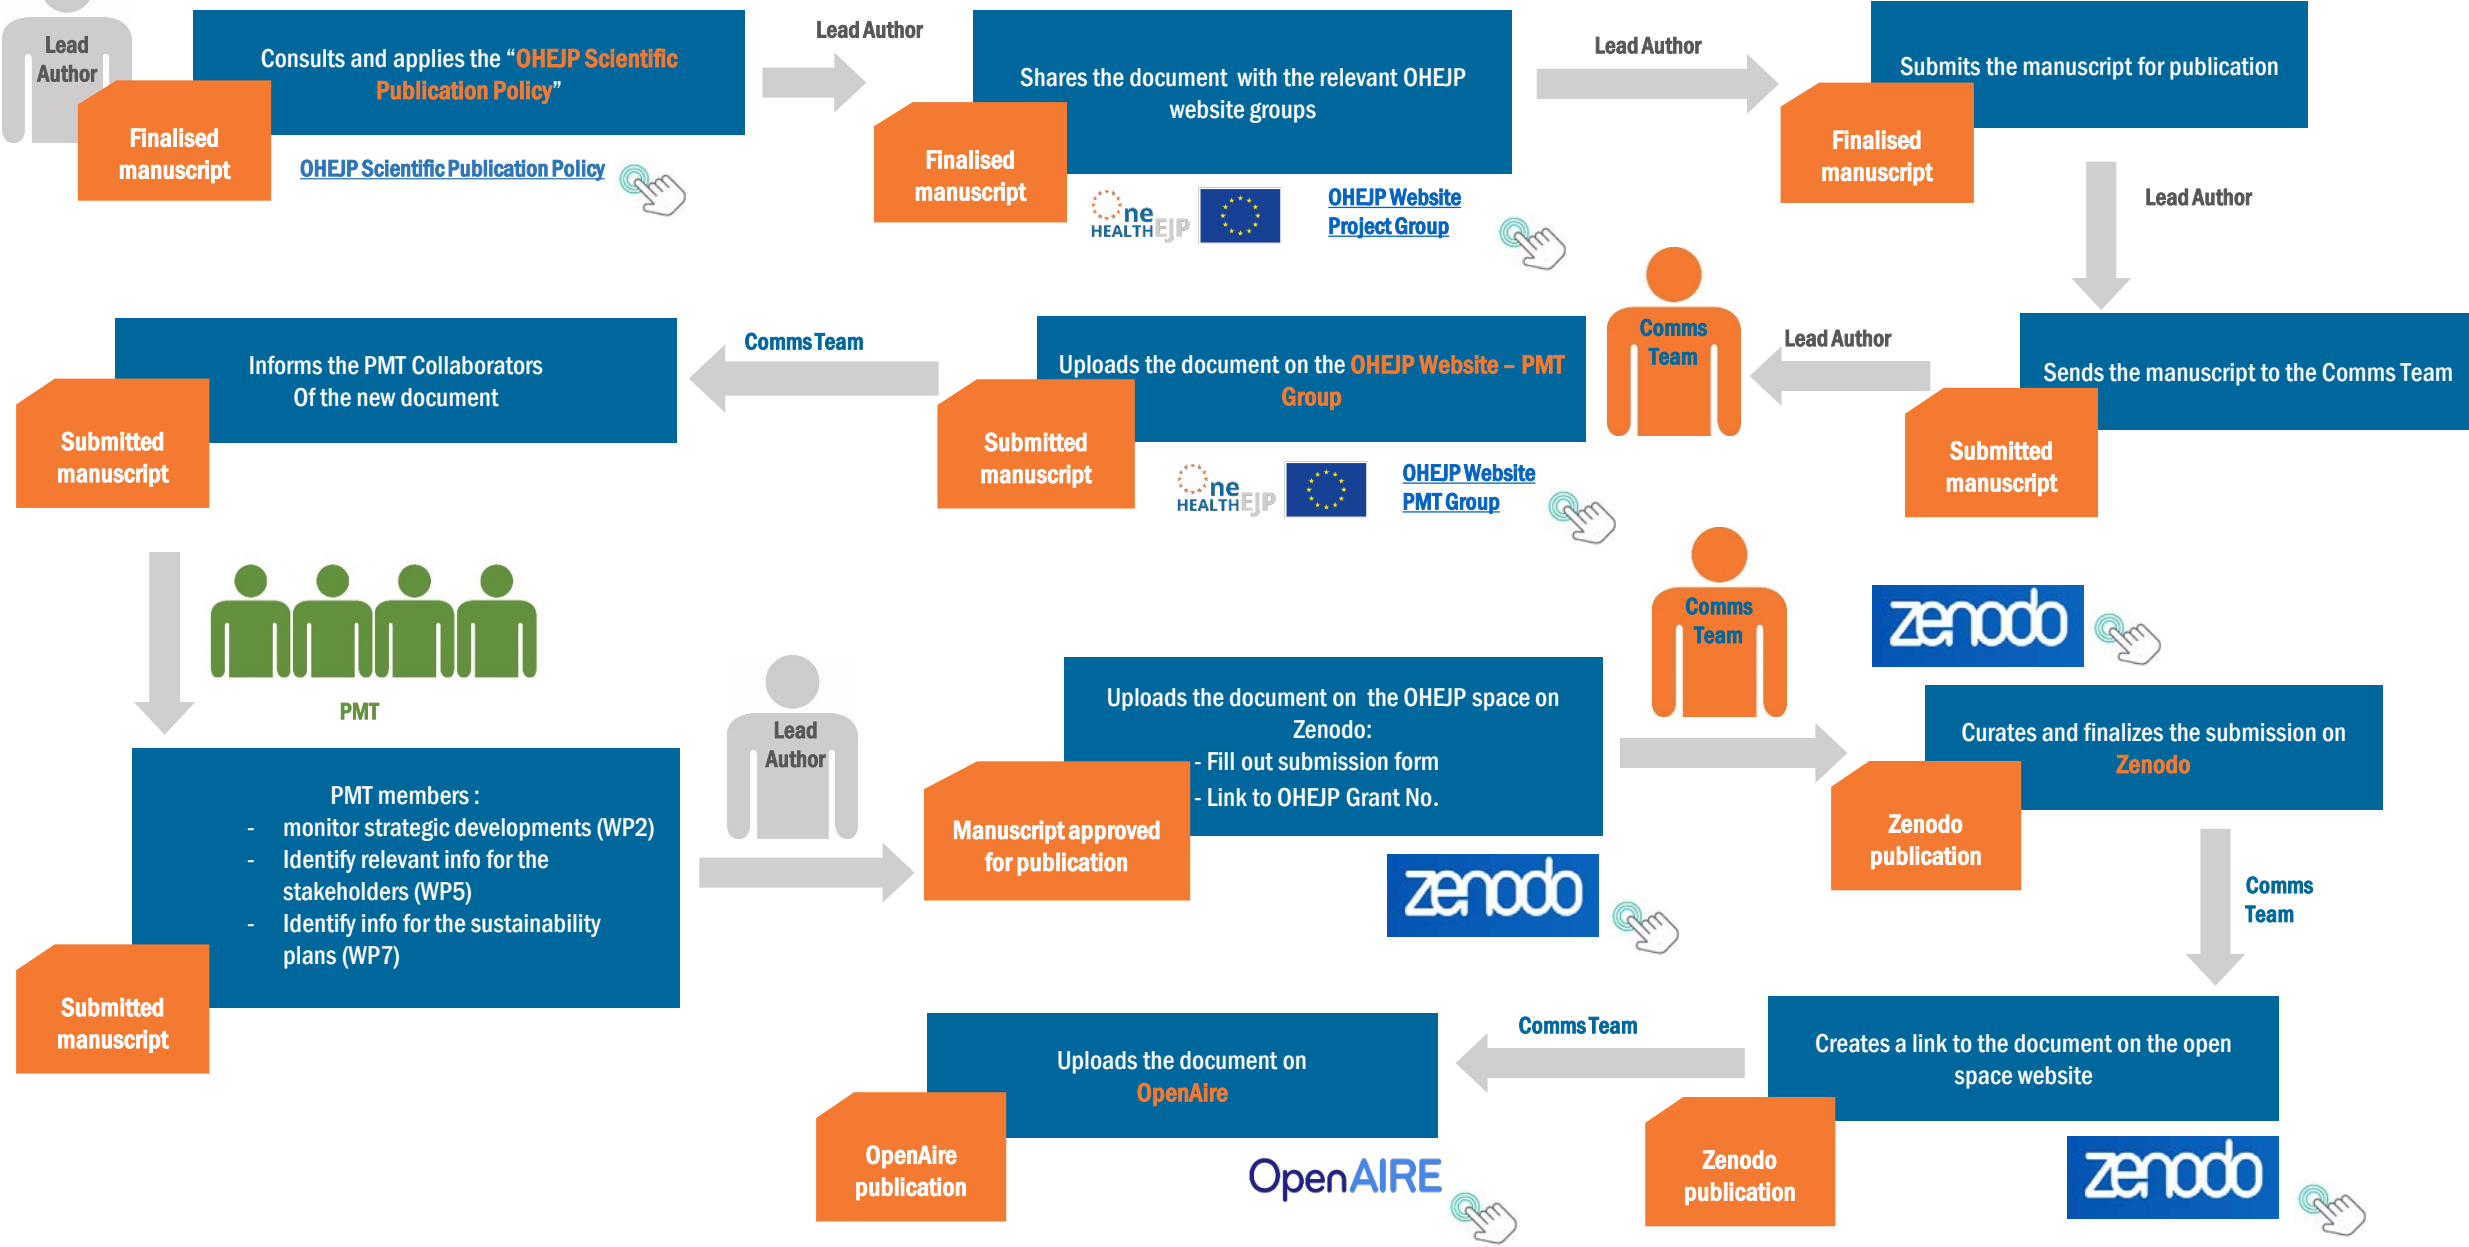 Lead
Author
Consults and applies the “OHEJP Scientific
Publication Policy”
Finalised
manuscript
OHEJP Scientific Publication Policy
Lead Author
Shares the document with the relevant OHEJP
website groups
Finalised
manuscript
One
HEALTH EJP
OHEJP Website
Project Group
Lead Author
Submits the manuscript for publication
Finalised
manuscript
Lead Author
Sends the manuscript to the Comms Team
Submitted
manuscript
Lead Author
Comms
Team
Uploads the document on the OHEJP Website – PMT
Group
Submitted
manuscript
One
HEALTH EJP
OHEJP Website
PMT Group
Comms Team
Informs the PMT Collaborators
Of the new document
Submitted
manuscript
PMT
PMT members :
- monitor strategic developments (WP2)
- Identify relevant info for the
stakeholders (WP5)
- Identify info for the sustainability
plans (WP7)
Submitted
manuscript
Lead
Author
Uploads the document on the OHEJP space on
Zenodo:
- Fill out submission form
- Link to OHEJP Grant No.
Manuscript approved
for publication
zenodo
Comms
Team
zenodo
Curates and finalizes the submission on
Zenodo
Zenodo
publication
Comms
Team
Creates a link to the document on the open
space website
Zenodo
publication
zenodo
Comms Team
Uploads the document on
OpenAire
OpenAire
publication
OpenAIRE